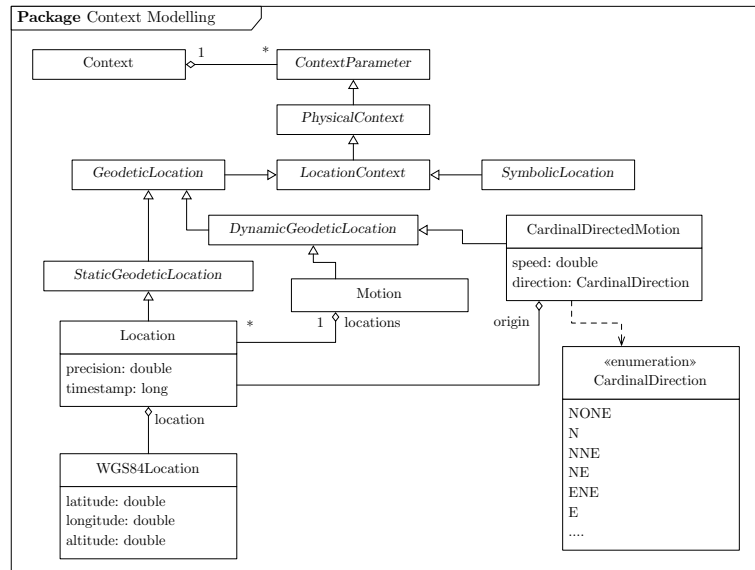 Package Context Modelling
Context
1
*
ContextParameter
PhysicalContext
GeodeticLocation
LocationContext
SymbolicLocation
DynamicGeodeticLocation
CardinalDirectedMotion
speed: double
direction: CardinalDirection
StaticGeodeticLocation
Motion
Location
*
1
locations
origin
precision: double
timestamp: long
location
«enumeration»
CardinalDirection
NONE
N
NNE
NE
ENE
E
....
WGS84Location
latitude: double
longitude: double
altitude: double